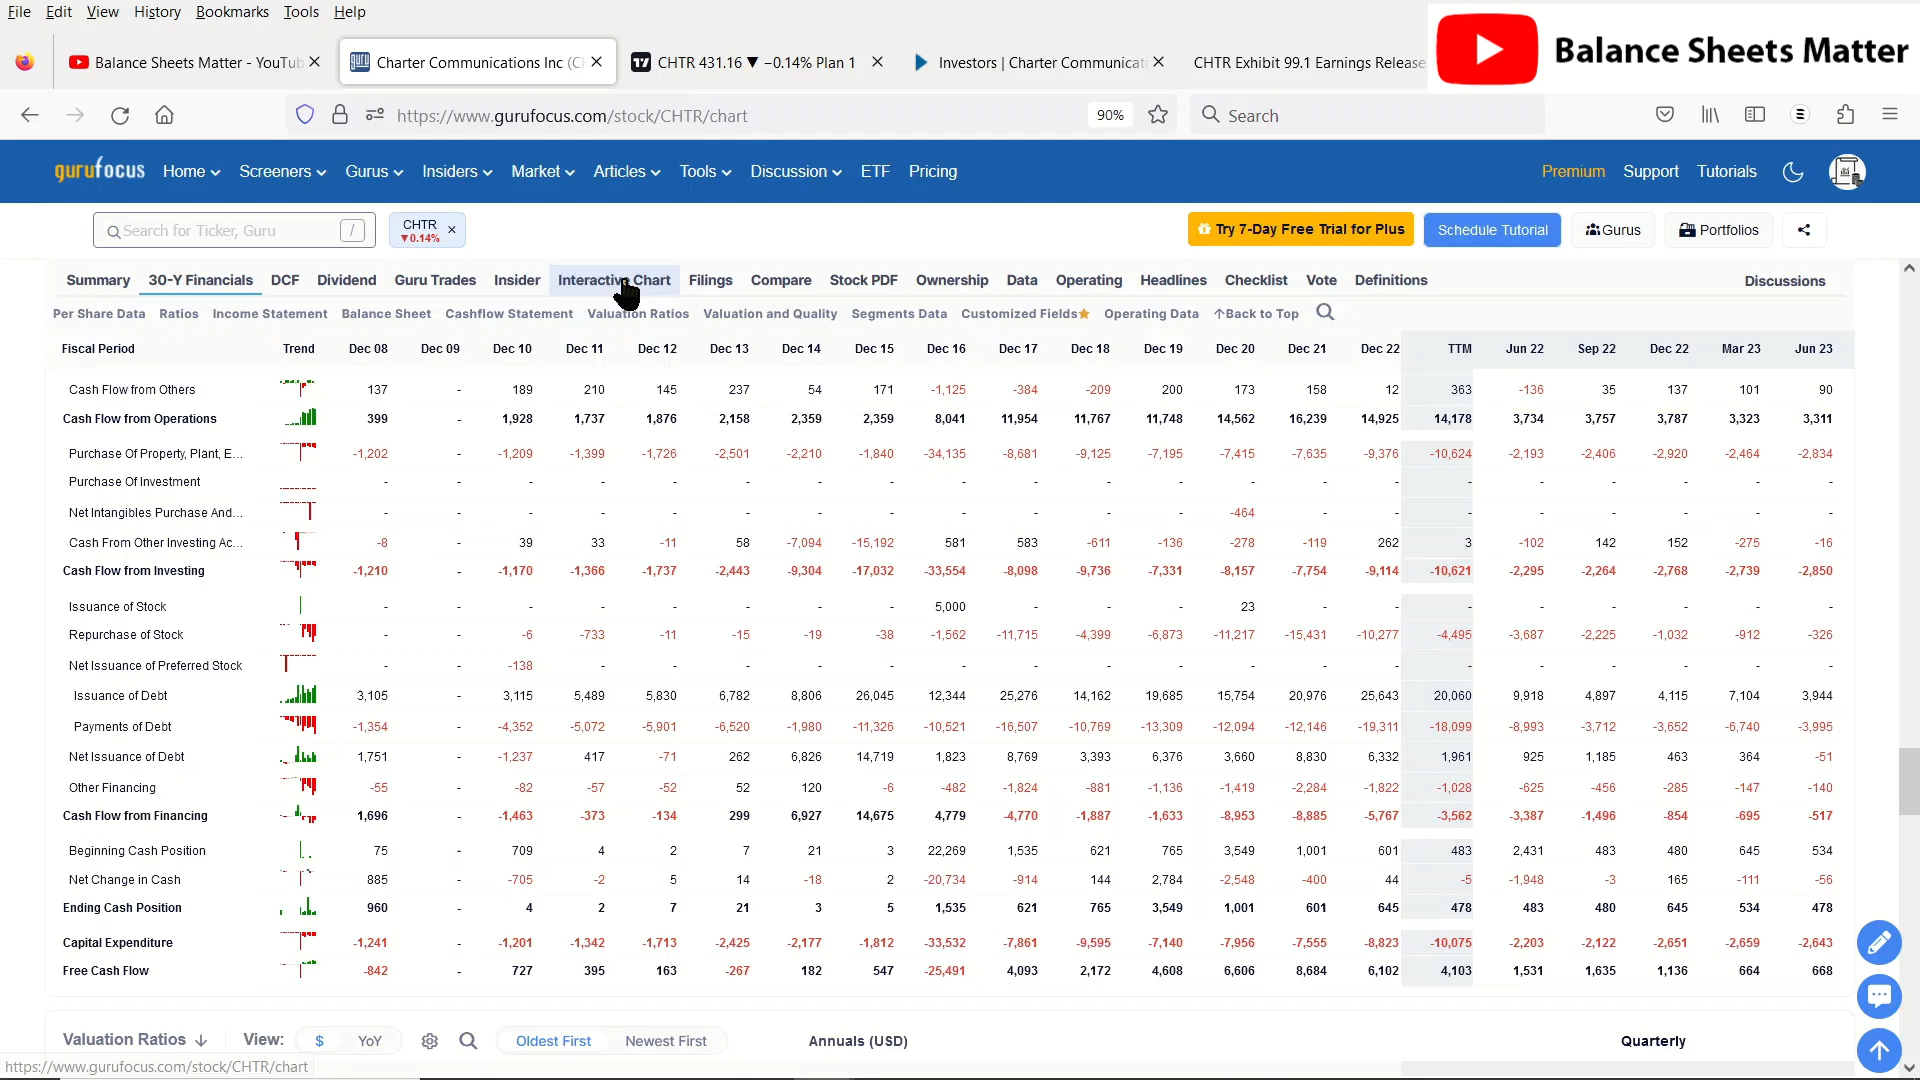 File Edit View History Bookmarks Tools Help
Balance Sheets Matter - YouTub
Charter Communications Inc (C
CHTR 431.16 ▼ −0.14% Plan 1
Investors | Charter Communicati
CHTR Exhibit 99.1 Earnings Release
Balance Sheets Matter
https://www.gurufocus.com/stock/CHTR/chart
90%
Search
gurufocus Home Screeners Gurus Insiders Market Articles Tools Discussion ETF Pricing Premium Support Tutorials
Search for Ticker, Guru /
CHTR
▼0.14%
Try 7-Day Free Trial for Plus Schedule Tutorial Gurus Portfolios
Summary 30-Y Financials DCF Dividend Guru Trades Insider Interactive Chart Filings Compare Stock PDF Ownership Data Operating Headlines Checklist Vote Definitions Discussions
Per Share Data Ratios Income Statement Balance Sheet Cashflow Statement Valuation Ratios Valuation and Quality Segments Data Customized Fields Operating Data ↑Back to Top
Fiscal Period Trend Dec 08 Dec 09 Dec 10 Dec 11 Dec 12 Dec 13 Dec 14 Dec 15 Dec 16 Dec 17 Dec 18 Dec 19 Dec 20 Dec 21 Dec 22 TTM Jun 22 Sep 22 Dec 22 Mar 23 Jun 23
Cash Flow from Others 137 - 189 210 145 237 54 171 -1,125 -384 -209 200 173 158 12 363 -136 35 137 101 90
Cash Flow from Operations 399 - 1,928 1,737 1,876 2,158 2,359 2,359 8,041 11,954 11,767 11,748 14,562 16,239 14,925 14,178 3,734 3,757 3,787 3,323 3,311
Purchase Of Property, Plant, E... -1,202 - -1,209 -1,399 -1,726 -2,501 -2,210 -1,840 -34,135 -8,681 -9,125 -7,195 -7,415 -7,635 -9,376 -10,624 -2,193 -2,406 -2,920 -2,464 -2,834
Purchase Of Investment - - - - - - - - - - - - - - - - - - - - -
Net Intangibles Purchase And... - - - - - - - - - - - - -464 - - - - - - - -
Cash From Other Investing Ac... -8 - 39 33 -11 58 -7,094 -15,192 581 583 -611 -136 -278 -119 262 3 -102 142 152 -275 -16
Cash Flow from Investing -1,210 - -1,170 -1,366 -1,737 -2,443 -9,304 -17,032 -33,554 -8,098 -9,736 -7,331 -8,157 -7,754 -9,114 -10,621 -2,295 -2,264 -2,768 -2,739 -2,850
Issuance of Stock - - - - - - - - 5,000 - - - 23 - - - - - - - -
Repurchase of Stock - - -6 -733 -11 -15 -19 -38 -1,562 -11,715 -4,399 -6,873 -11,217 -15,431 -10,277 -4,495 -3,687 -2,225 -1,032 -912 -326
Net Issuance of Preferred Stock - - -138 - - - - - - - - - - - - - - - - - -
Issuance of Debt 3,105 - 3,115 5,489 5,830 6,782 8,806 26,045 12,344 25,276 14,162 19,685 15,754 20,976 25,643 20,060 9,918 4,897 4,115 7,104 3,944
Payments of Debt -1,354 - -4,352 -5,072 -5,901 -6,520 -1,980 -11,326 -10,521 -16,507 -10,769 -13,309 -12,094 -12,146 -19,311 -18,099 -8,993 -3,712 -3,652 -6,740 -3,995
Net Issuance of Debt 1,751 - -1,237 417 -71 262 6,826 14,719 1,823 8,769 3,393 6,376 3,660 8,830 6,332 1,961 925 1,185 463 364 -51
Other Financing -55 - -82 -57 -52 52 120 -6 -482 -1,824 -881 -1,136 -1,419 -2,284 -1,822 -1,028 -625 -456 -285 -147 -140
Cash Flow from Financing 1,696 - -1,463 -373 -134 299 6,927 14,675 4,779 -4,770 -1,887 -1,633 -8,953 -8,885 -5,767 -3,562 -3,387 -1,496 -854 -695 -517
Beginning Cash Position 75 - 709 4 2 7 21 3 22,269 1,535 621 765 3,549 1,001 601 483 2,431 483 480 645 534
Net Change in Cash 885 - -705 -2 5 14 -18 2 -20,734 -914 144 2,784 -2,548 -400 44 -5 -1,948 -3 165 -111 -56
Ending Cash Position 960 - 4 2 7 21 3 5 1,535 621 765 3,549 1,001 601 645 478 483 480 645 534 478
Capital Expenditure -1,241 - -1,201 -1,342 -1,713 -2,425 -2,177 -1,812 -33,532 -7,861 -9,595 -7,140 -7,956 -7,555 -8,823 -10,075 -2,203 -2,122 -2,651 -2,659 -2,643
Free Cash Flow -842 - 727 395 163 -267 182 547 -25,491 4,093 2,172 4,608 6,606 8,684 6,102 4,103 1,531 1,635 1,136 664 668
Valuation Ratios ↓ View: $ YoY Oldest First Newest First Annuals (USD) Quarterly
https://www.gurufocus.com/stock/CHTR/chart